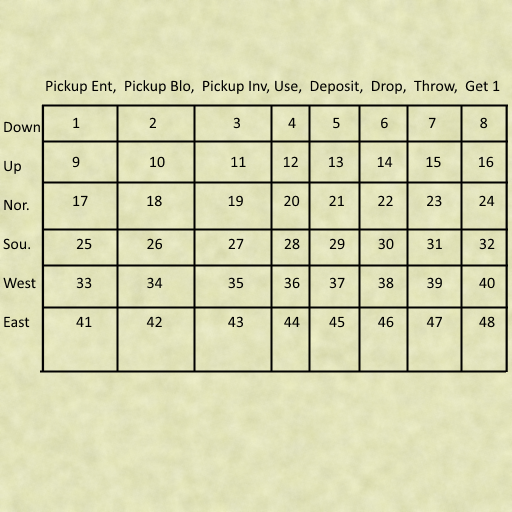 Pickup Ent, Pickup Blo, Pickup Inv, Use, Deposit, Drop, Throw, Get 1
Down 1 2 3 4 5 6 7 8
Up 9 10 11 12 13 14 15 16
Nor. 17 18 19 20 21 22 23 24
Sou. 25 26 27 28 29 30 31 32
West 33 34 35 36 37 38 39 40
East 41 42 43 44 45 46 47 48